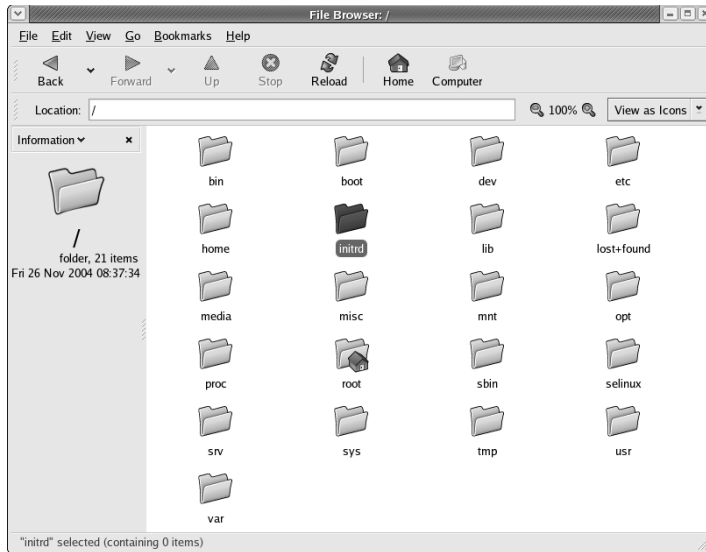 File Browser: /
File Edit View Go Bookmarks Help
Back Forward Up Stop Reload Home Computer
Location: / 100% View as Icons
Information
/
folder, 21 items
Fri 26 Nov 2004 08:37:34
bin boot dev etc
home initrd lib lost+found
media misc mnt opt
proc root sbin selinux
srv sys tmp usr
var
"initrd" selected (containing 0 items)